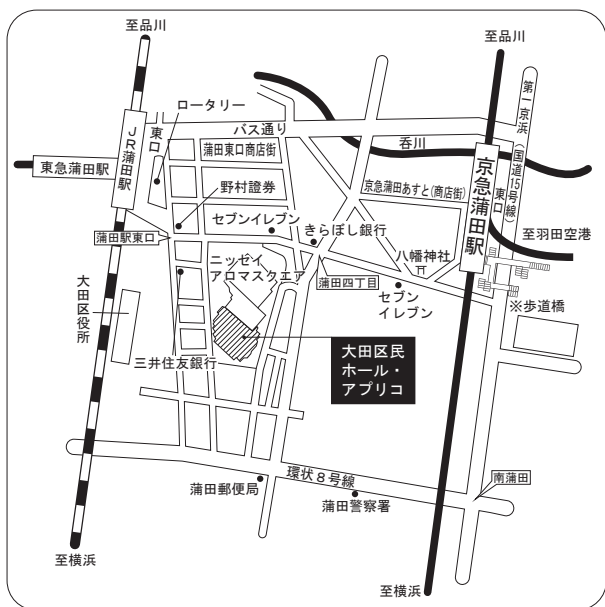 至品川
至品川
ロータリー
JR蒲田駅
東口
バス通り
第一京浜(国道15号線)
呑川
蒲田東口商店街
東急蒲田駅
野村證券
京急蒲田あすと(商店街)
京急蒲田駅
東口
セブンイレブン
きらぼし銀行
至羽田空港
蒲田駅東口
八幡神社
ニッセイ
アロマスクエア
蒲田四丁目
セブン
イレブン
※歩道橋
大田区役所
三井住友銀行
大田区民
ホール・
アプリコ
環状8号線
南蒲田
蒲田郵便局
蒲田警察署
至横浜
至横浜